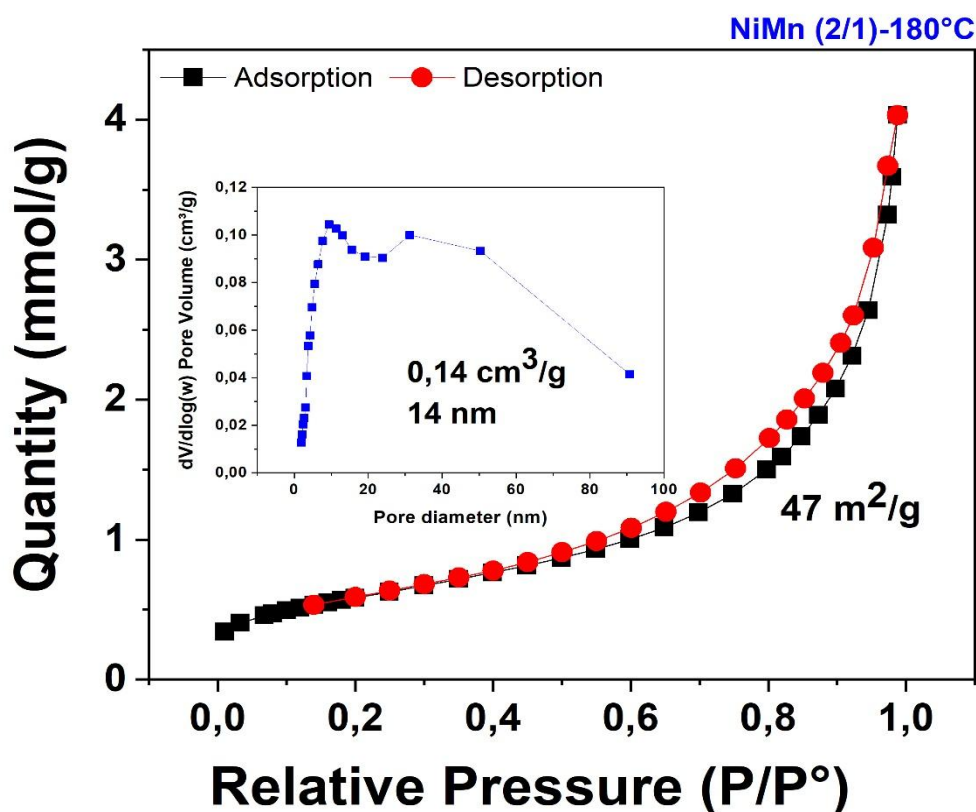 NiMn (2/1)-180°C
Adsorption Desorption
Quantity (mmol/g)
4
3
2
1
0
0,0 0,2 0,4 0,6 0,8 1,0
Relative Pressure (P/P°)
47 m²/g
dV/dlog(w) Pore Volume (cm³/g)
0,12
0,10
0,08
0,06
0,04
0,02
0,00
0 20 40 60 80 100
Pore diameter (nm)
0,14 cm³/g
14 nm